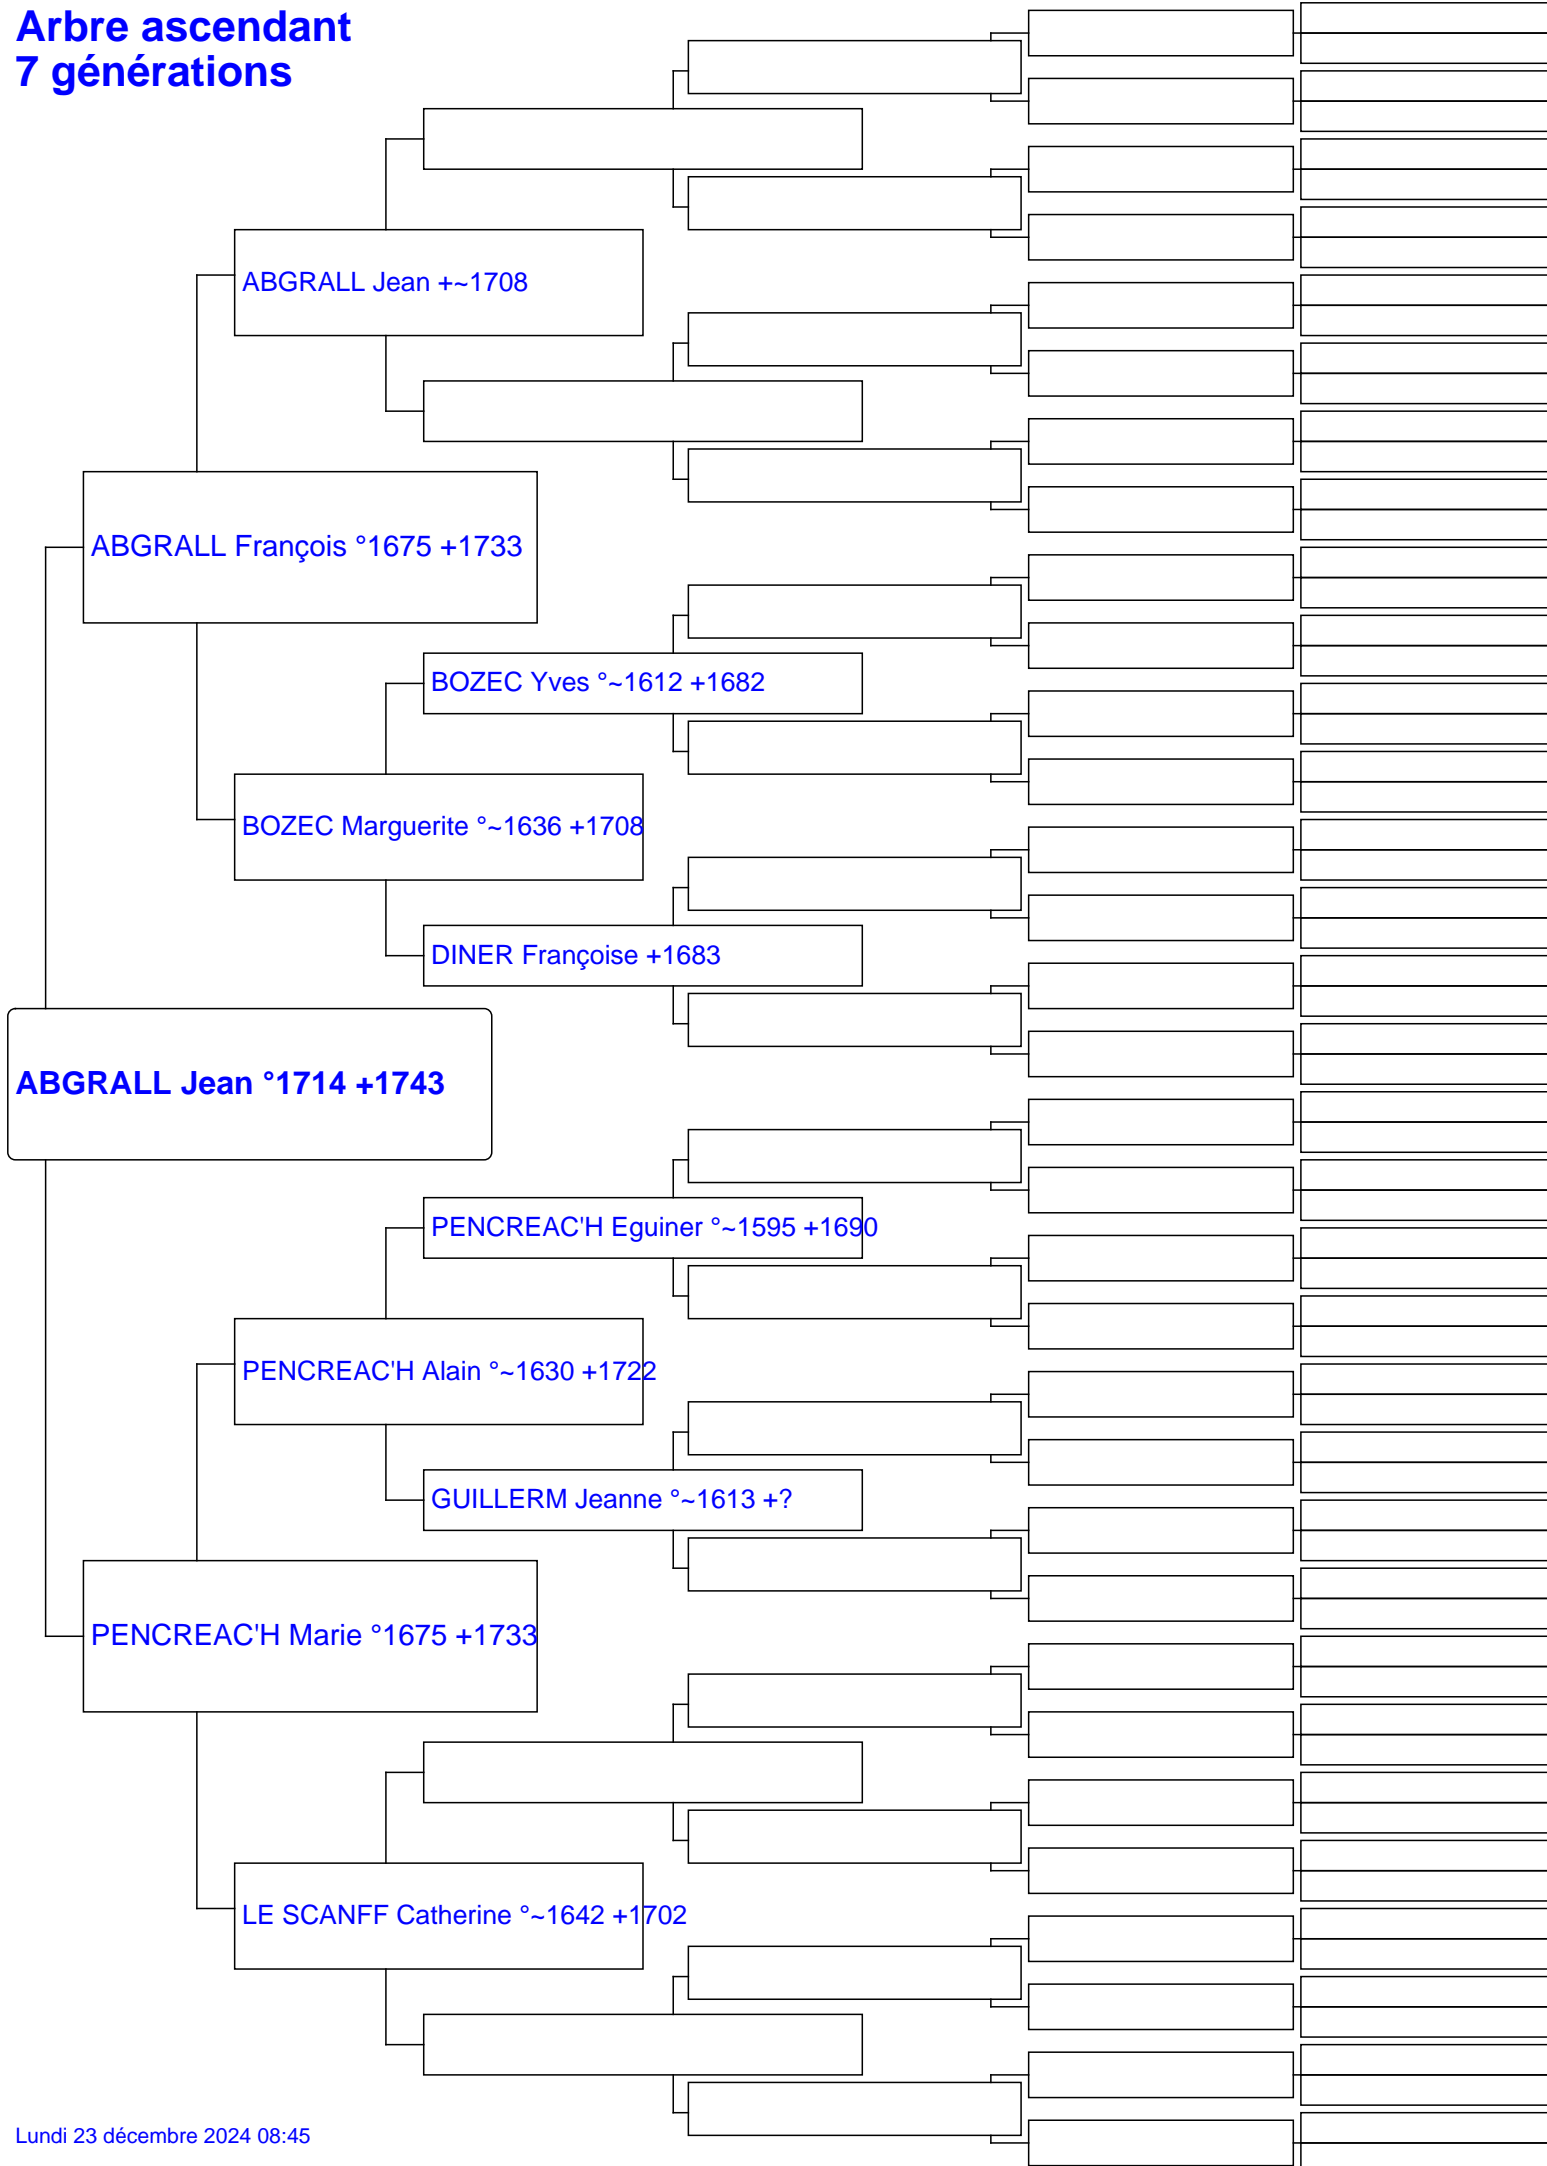 Arbre ascendant
7 générations
ABGRALL Jean +~1708
ABGRALL François °1675 +1733
BOZEC Yves °~1612 +1682
BOZEC Marguerite °~1636 +1708
DINER Françoise +1683
ABGRALL Jean °1714 +1743
PENCREAC'H Eguiner °~1595 +1690
PENCREAC'H Alain °~1630 +1722
GUILLERM Jeanne °~1613 +?
PENCREAC'H Marie °1675 +1733
LE SCANFF Catherine °~1642 +1702
Lundi 23 décembre 2024 08:45